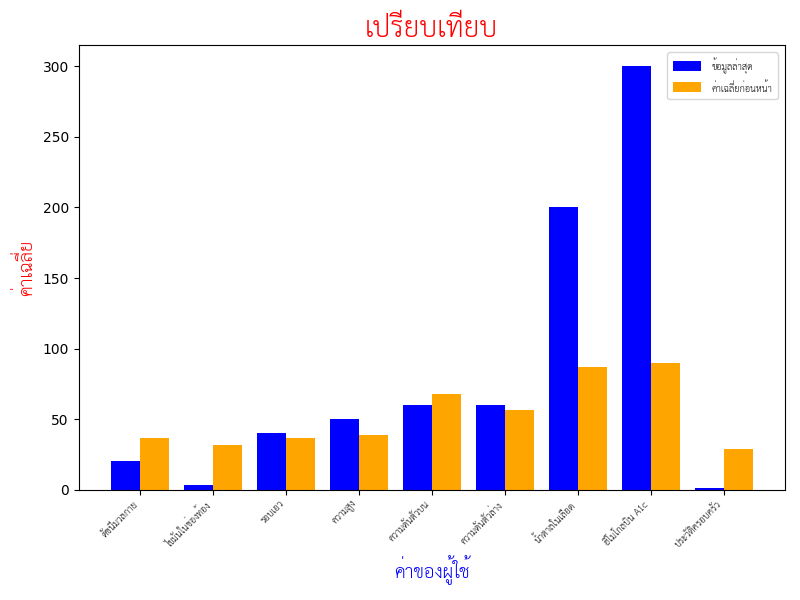 เปรียบเทียบ
ข้อมูลล่าสุด
ค่าเฉลี่ยก่อนหน้า
ค่าเฉลี่ย
300
250
200
150
100
50
0
ดัชนีมวลกาย
ไขมันในช่องท้อง
รอบเอว
ความสูง
ความดันตัวบน
ความดันตัวล่าง
น้ำตาลในเลือด
ฮีโมโกลบิน A1c
ประวัติครอบครัว
ค่าของผู้ใช้